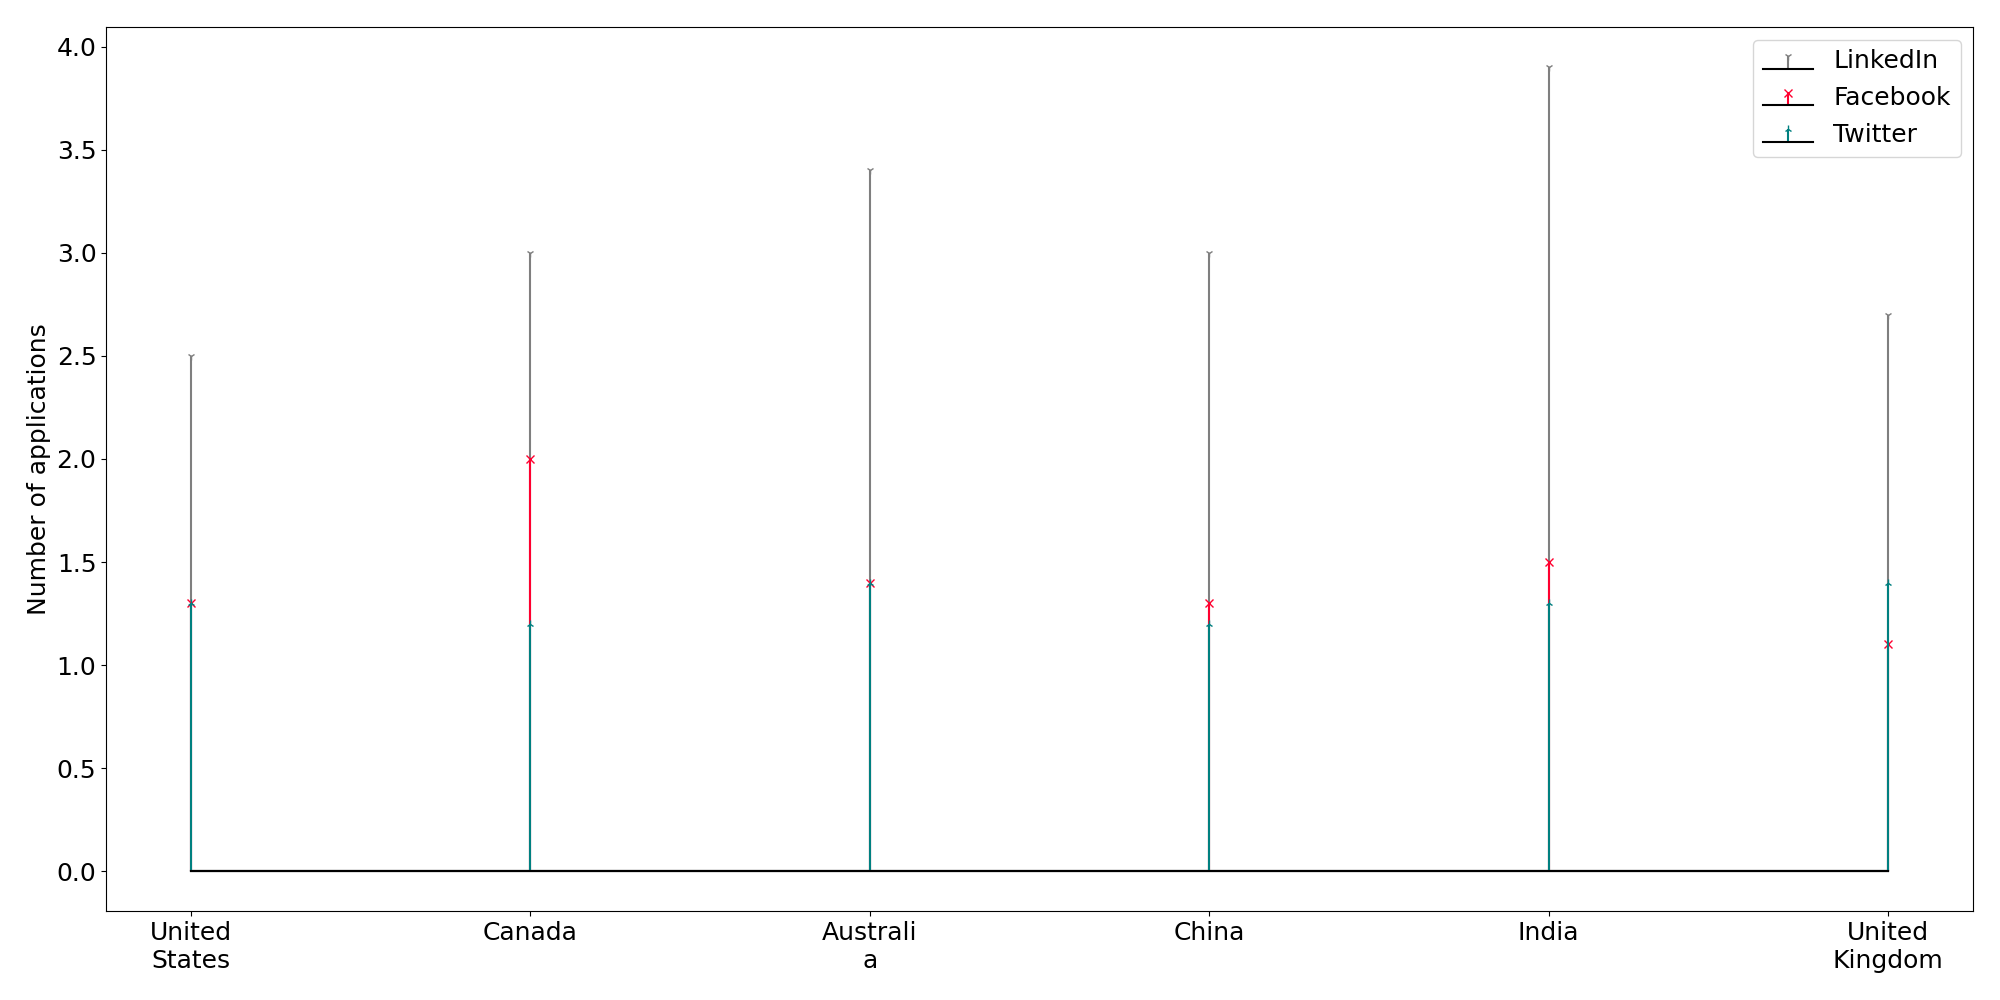 4.0
3.5
3.0
2.5
2.0
1.5
1.0
0.5
0.0
Number of applications
LinkedIn
Facebook
Twitter
United
States
Canada
Australi
a
China
India
United
Kingdom